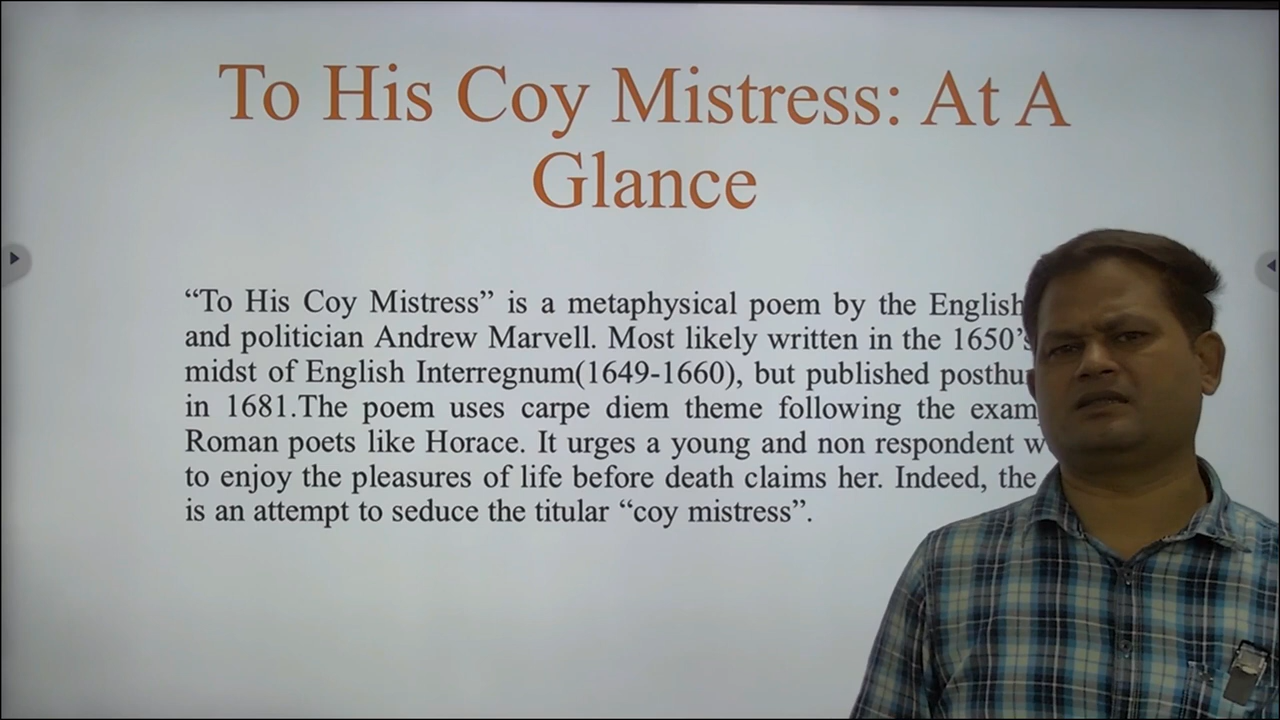 To His Coy Mistress: At A
Glance
“To His Coy Mistress” is a metaphysical poem by the English
and politician Andrew Marvell. Most likely written in the 1650’s
midst of English Interregnum(1649-1660), but published
in 1681.The poem uses carpe diem theme following the
Roman poets like Horace. It urges a young and non respondent
to enjoy the pleasures of life before death claims her. Indeed, the
is an attempt to seduce the titular “coy mistress”.